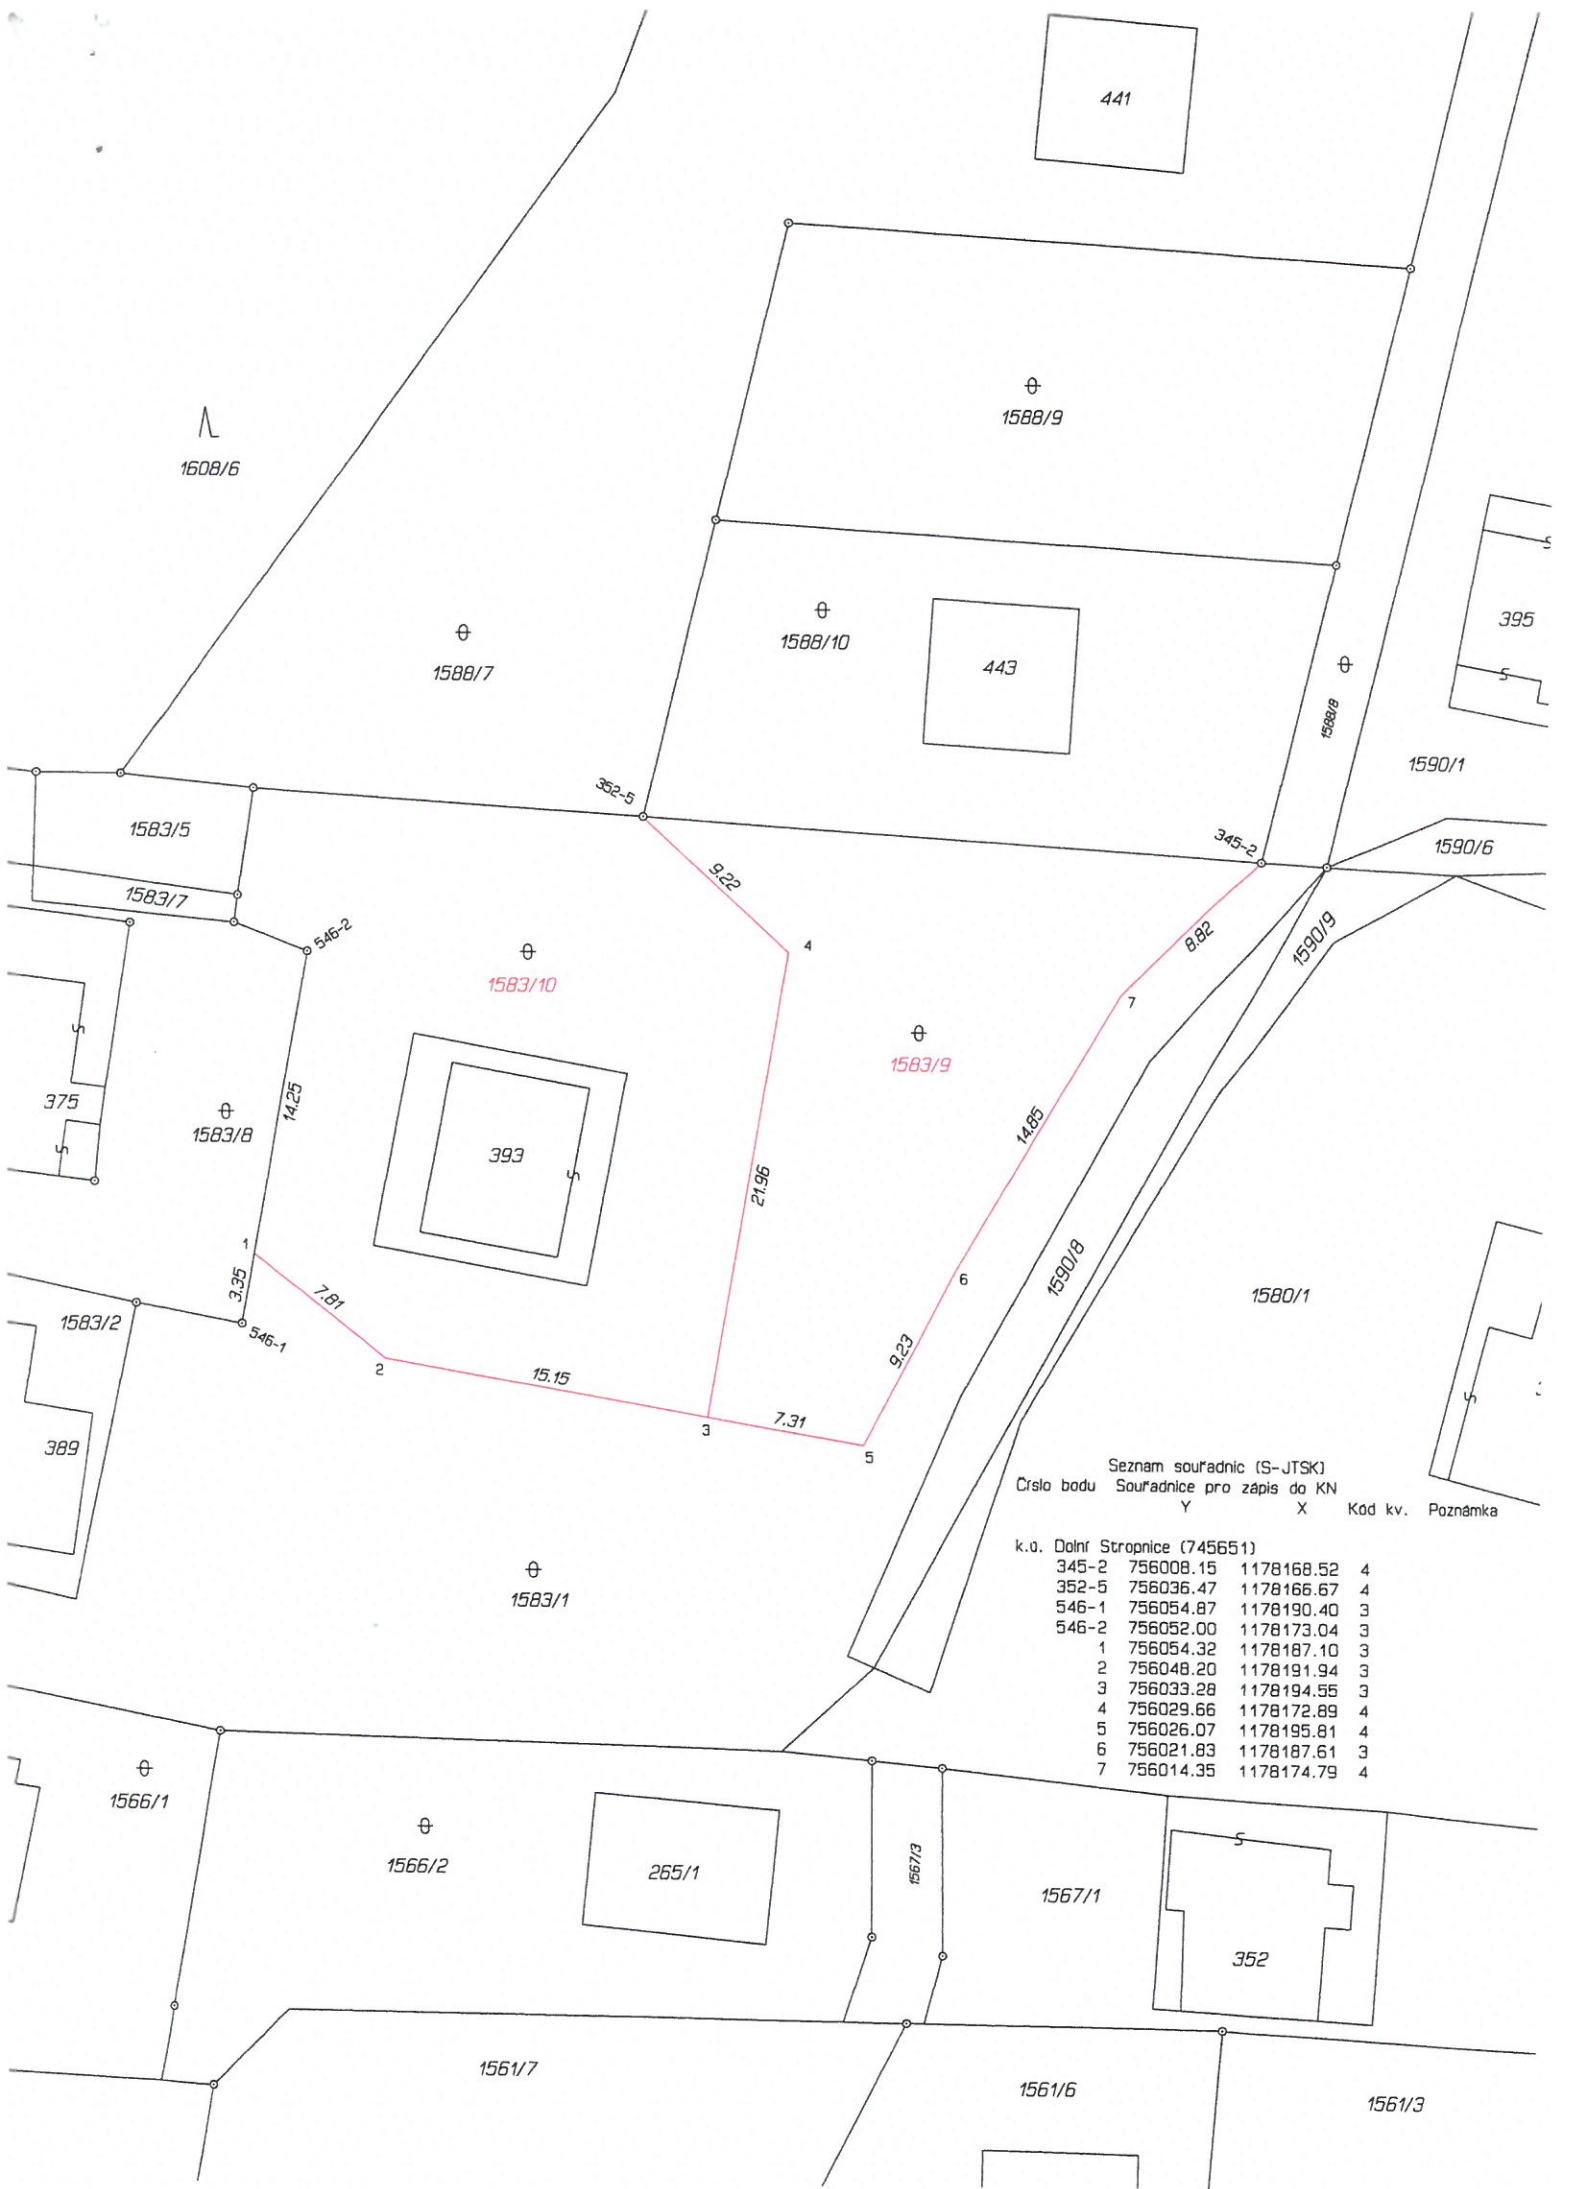 441
1588/9
1608/6
395
S
1588/10
1588/7
443
S
1588/8
1590/1
352-5
1583/5
345-2
1590/6
9.22
1583/7
546-2
1590/9
8.82
4
1583/10
7
S
1583/9
375
14.25
14.85
1583/8
S
393
S
21.96
1
1590/8
3.35
6
7.81
1580/1
1583/2
546-1
9.23
2
15.15
S
7.31
3
389
5
Seznam souřadnic (S-JTSK)
Číslo bodu Souřadnice pro zápis do KN
Y X Kód kv. Poznámka
k.ú. Dolní Stropnice (745651)
345-2 756008.15 1178168.52 4
352-5 756036.47 1178166.67 4
546-1 756054.87 1178190.40 3
546-2 756052.00 1178173.04 3
1 756054.32 1178187.10 3
2 756048.20 1178191.94 3
3 756033.28 1178194.55 3
4 756029.66 1178172.89 4
5 756026.07 1178195.81 4
6 756021.83 1178187.61 3
7 756014.35 1178174.79 4
1583/1
1566/1
1566/2
265/1
1567/3
S
1567/1
352
1561/7
1561/6
1561/3